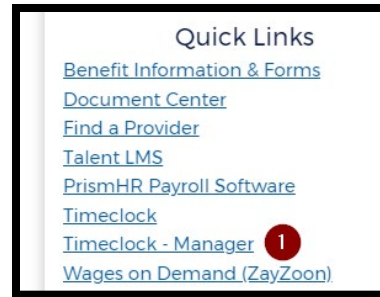 Quick Links
Benefit Information & Forms
Document Center
Find a Provider
Talent LMS
PrismHR Payroll Software
Timeclock
Timeclock - Manager 1
Wages on Demand (ZayZoon)